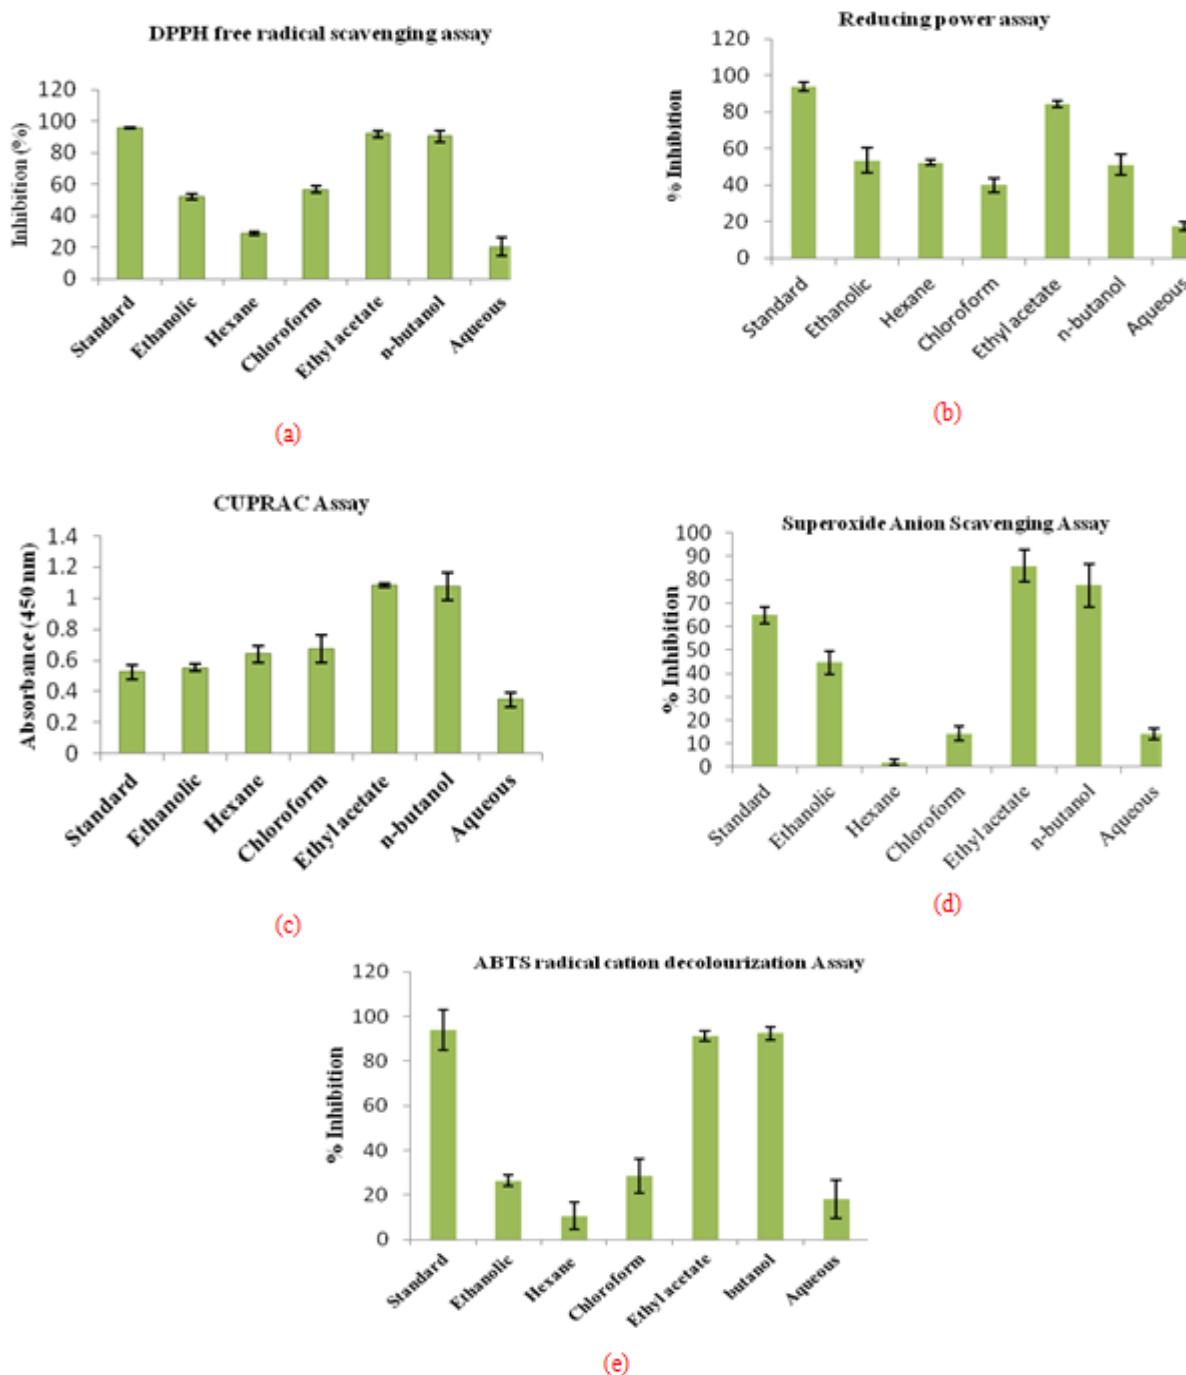 DPPH free radical scavenging assay
Inhibition (%)
120
100
80
60
40
20
0
Standard
Ethanolic
Hexane
Chloroform
Ethyl acetate
n-butanol
Aqueous
(a)
Reducing power assay
% Inhibition
120
100
80
60
40
20
0
Standard
Ethanolic
Hexane
Chloroform
Ethyl acetate
n-butanol
Aqueous
(b)
CUPRAC Assay
Absorbance (450 nm)
1.4
1.2
1
0.8
0.6
0.4
0.2
0
Standard
Ethanolic
Hexane
Chloroform
Ethyl acetate
n-butanol
Aqueous
(c)
Superoxide Anion Scavenging Assay
% Inhibition
100
90
80
70
60
50
40
30
20
10
0
Standard
Ethanolic
Hexane
Chloroform
Ethyl acetate
n-butanol
Aqueous
(d)
ABTS radical cation decolourization Assay
% Inhibition
120
100
80
60
40
20
0
Standard
Ethanolic
Hexane
Chloroform
Ethyl acetate
butanol
Aqueous
(e)